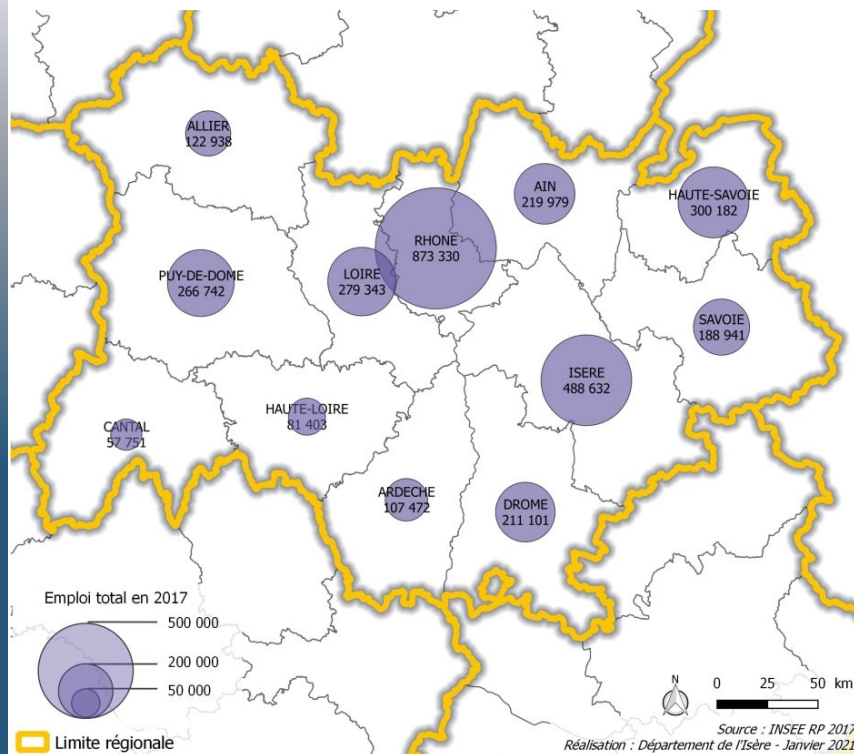 ALLIER
122 938
AIN
219 979
HAUTE-SAVOIE
300 182
RHONE
873 330
PUY-DE-DOME
266 742
LOIRE
279 343
SAVOIE
188 941
ISERE
488 632
HAUTE-LOIRE
81 403
CANTAL
57 751
ARDECHE
107 472
DROME
211 101
Emploi total en 2017
500 000
200 000
50 000
Limite régionale
N
0 25 50 km
Source : INSEE RP 2017
Réalisation : Département de l'Isère - Janvier 2021